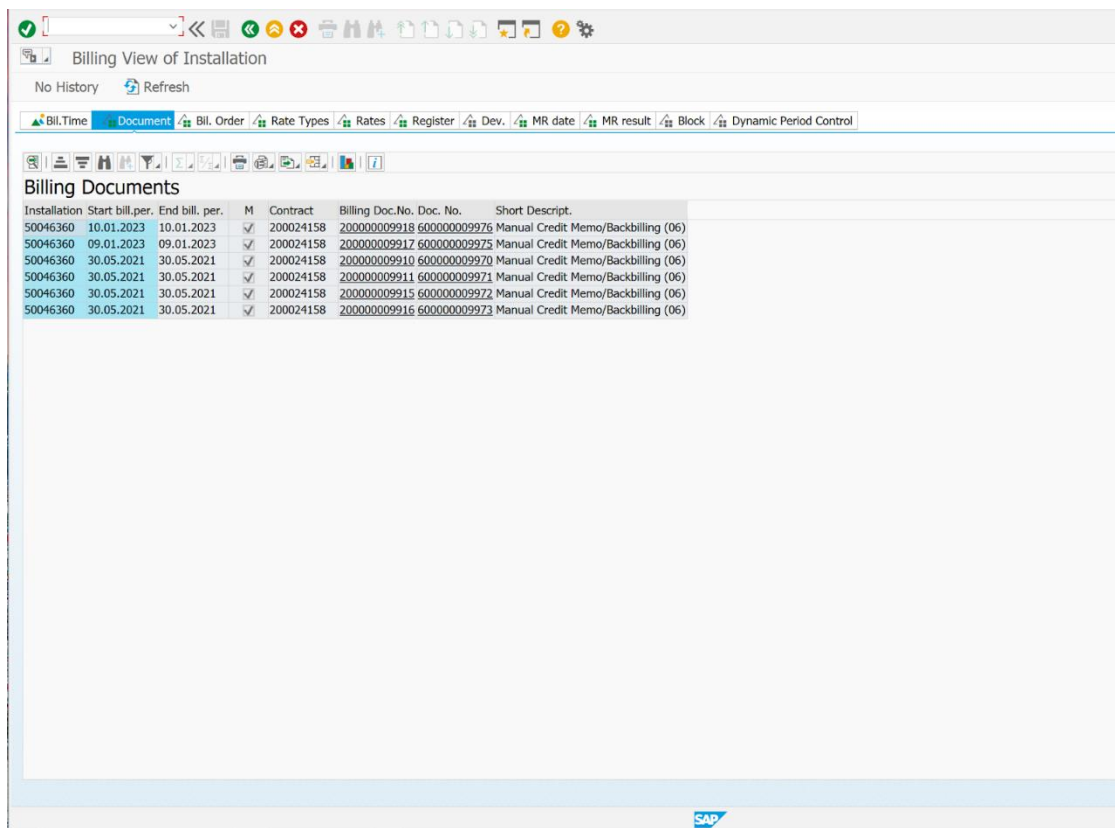 Billing View of Installation
No History Refresh
Bil.Time Document Bil. Order Rate Types Rates Register Dev. MR date MR result Block Dynamic Period Control
Billing Documents
Installation Start bill.per. End bill. per. M Contract Billing Doc.No. Doc. No. Short Descript.
50046360 10.01.2023 10.01.2023 200024158 200000009918 600000009976 Manual Credit Memo/Backbilling (06)
50046360 09.01.2023 09.01.2023 200024158 200000009917 600000009975 Manual Credit Memo/Backbilling (06)
50046360 30.05.2021 30.05.2021 200024158 200000009910 600000009970 Manual Credit Memo/Backbilling (06)
50046360 30.05.2021 30.05.2021 200024158 200000009911 600000009971 Manual Credit Memo/Backbilling (06)
50046360 30.05.2021 30.05.2021 200024158 200000009915 600000009972 Manual Credit Memo/Backbilling (06)
50046360 30.05.2021 30.05.2021 200024158 200000009916 600000009973 Manual Credit Memo/Backbilling (06)
SAP